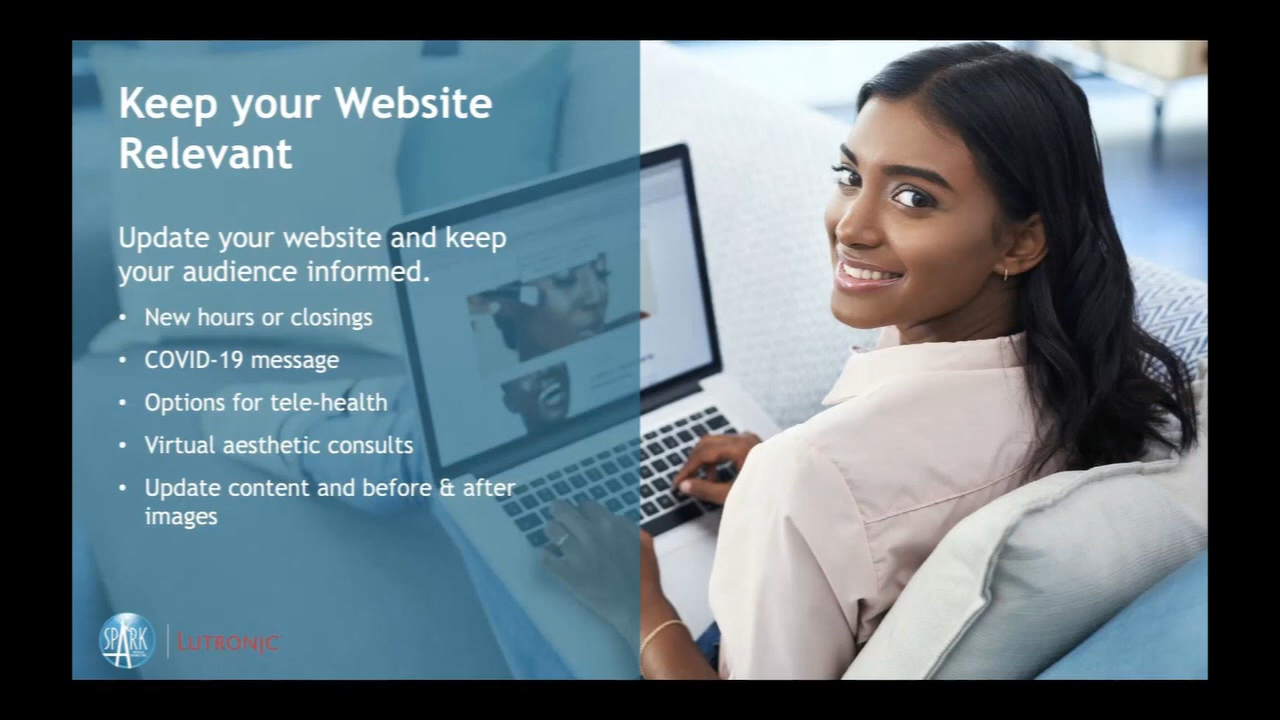 Keep your Website
Relevant
Update your website and keep
your audience informed.
• New hours or closings
• COVID-19 message
• Options for tele-health
• Virtual aesthetic consults
• Update content and before & after
images
SPARK
LUTRONIC